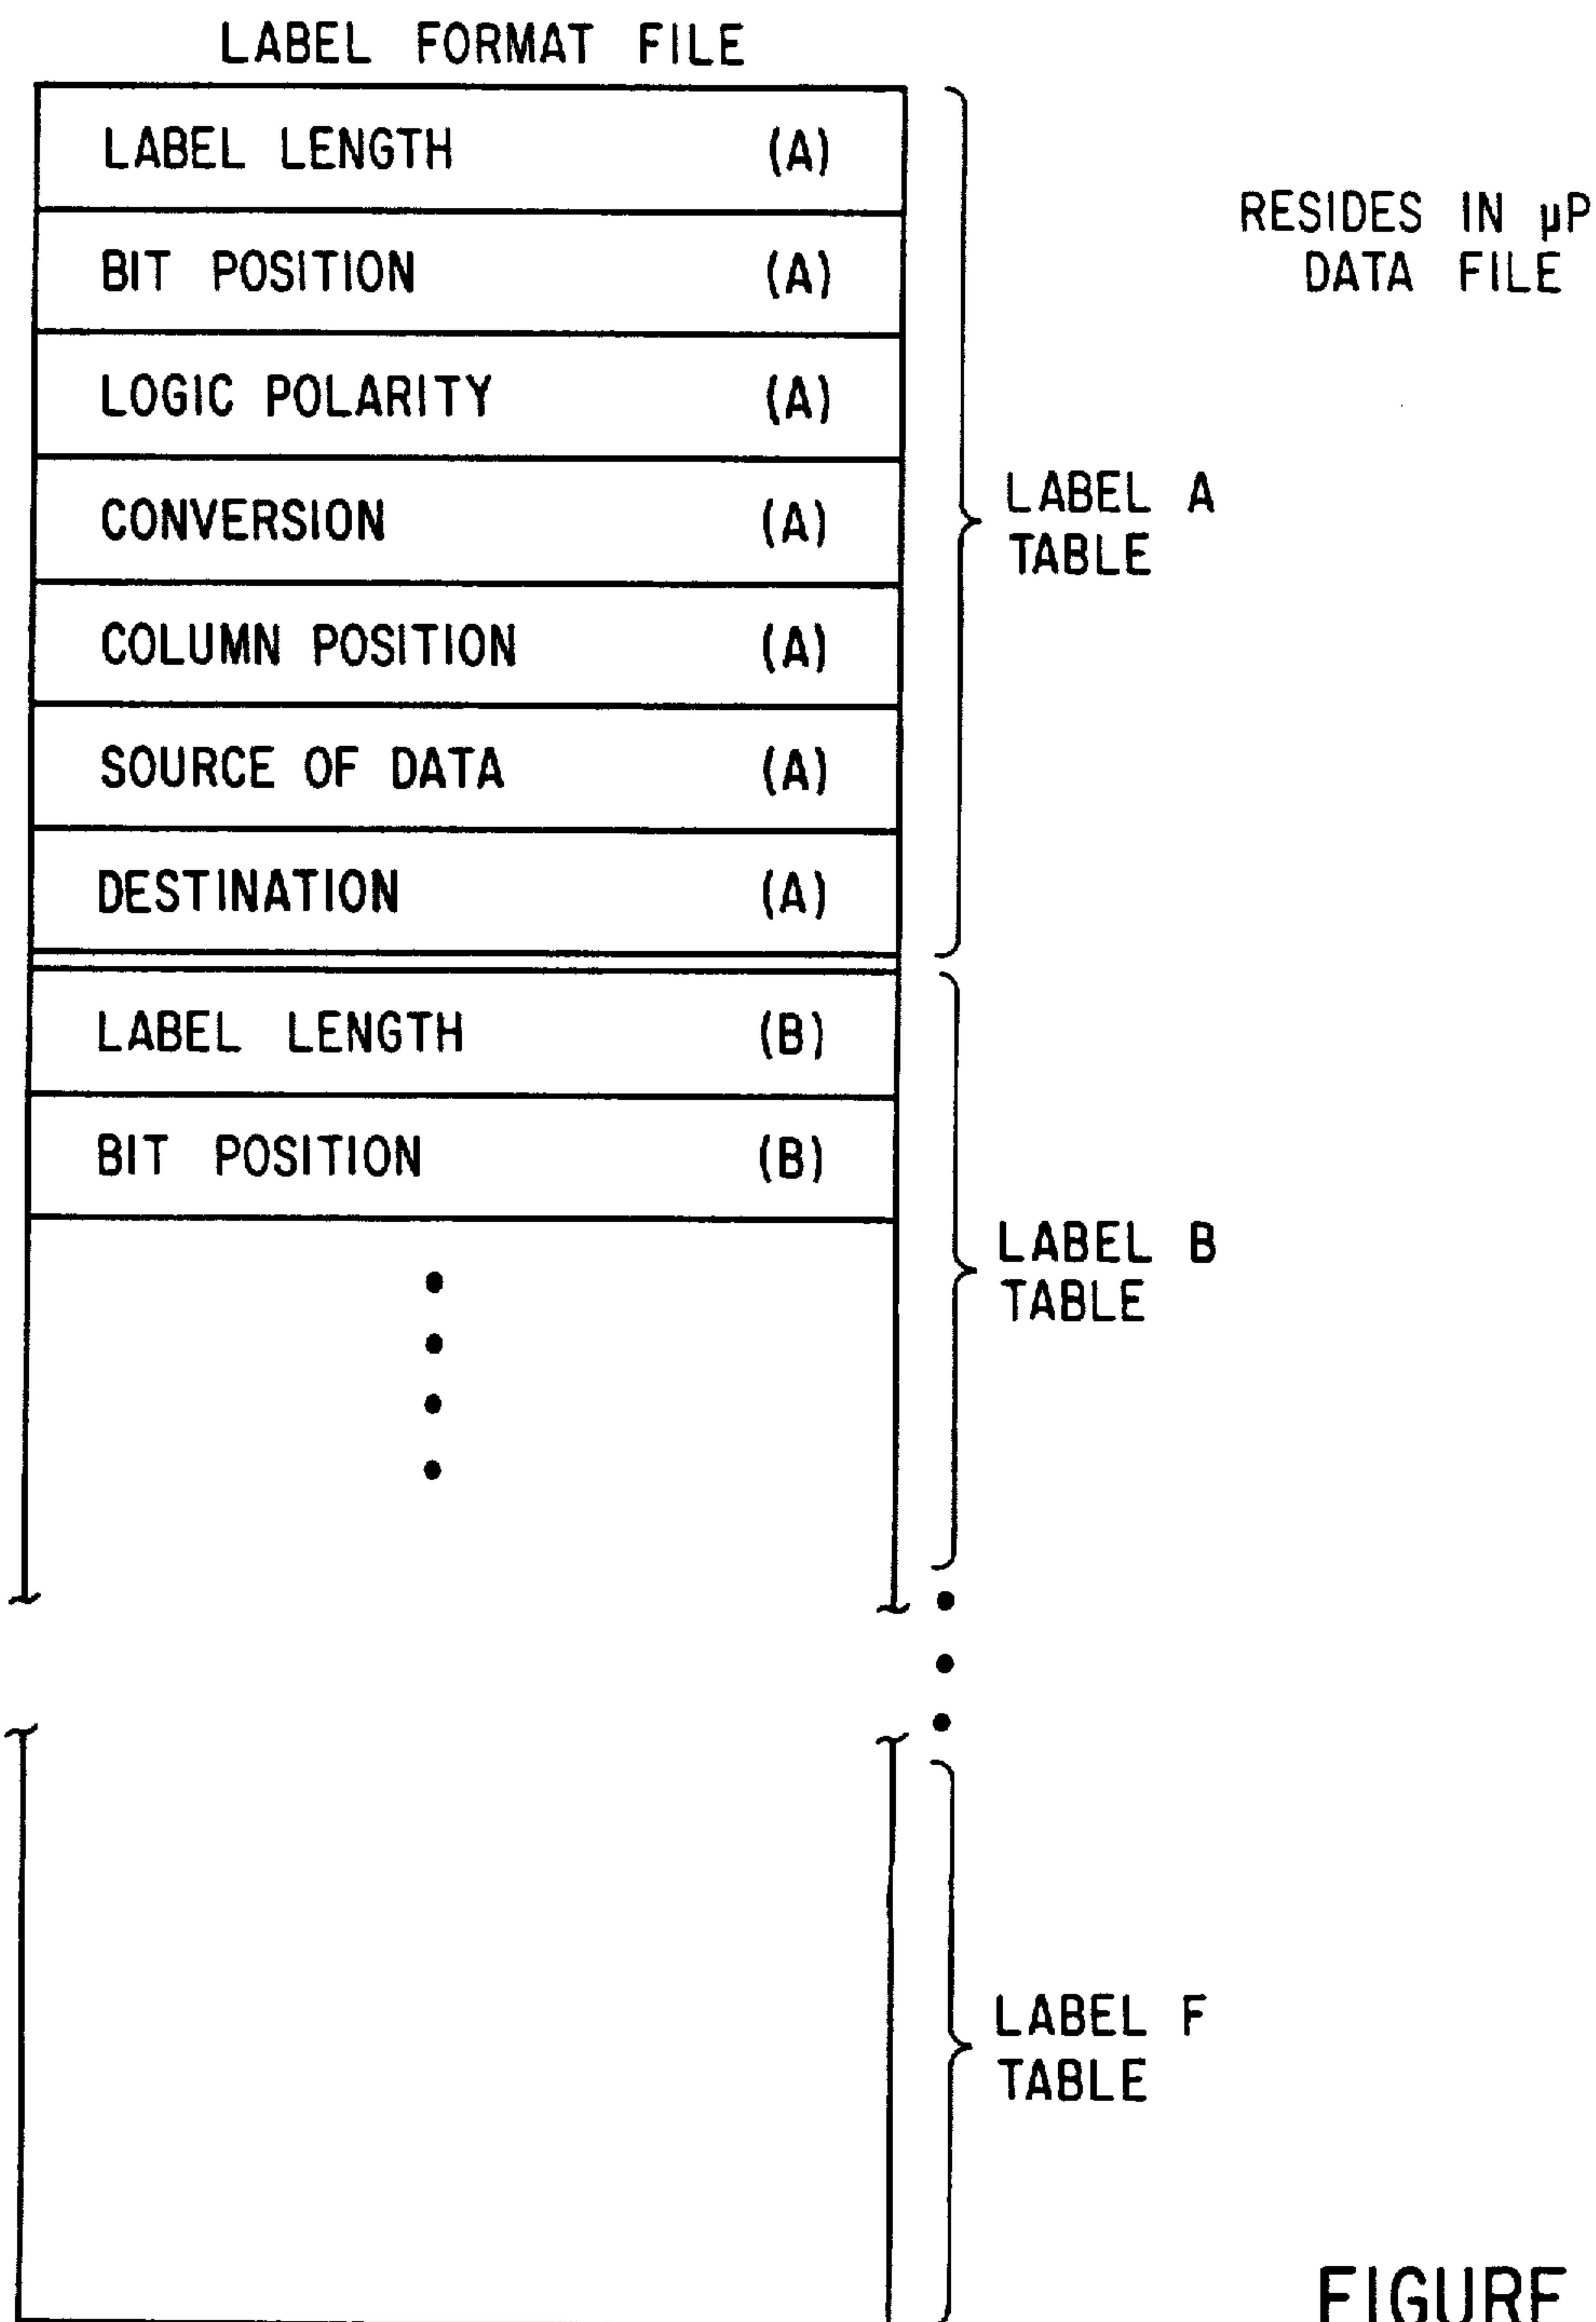 LABEL FORMAT FILE
LABEL LENGTH (A)
BIT POSITION (A)
LOGIC POLARITY (A)
CONVERSION (A)
COLUMN POSITION (A)
SOURCE OF DATA (A)
DESTINATION (A)
LABEL LENGTH (B)
BIT POSITION (B)
RESIDES IN µP
DATA FILE
LABEL A
TABLE
LABEL B
TABLE
LABEL F
TABLE
FIGURE